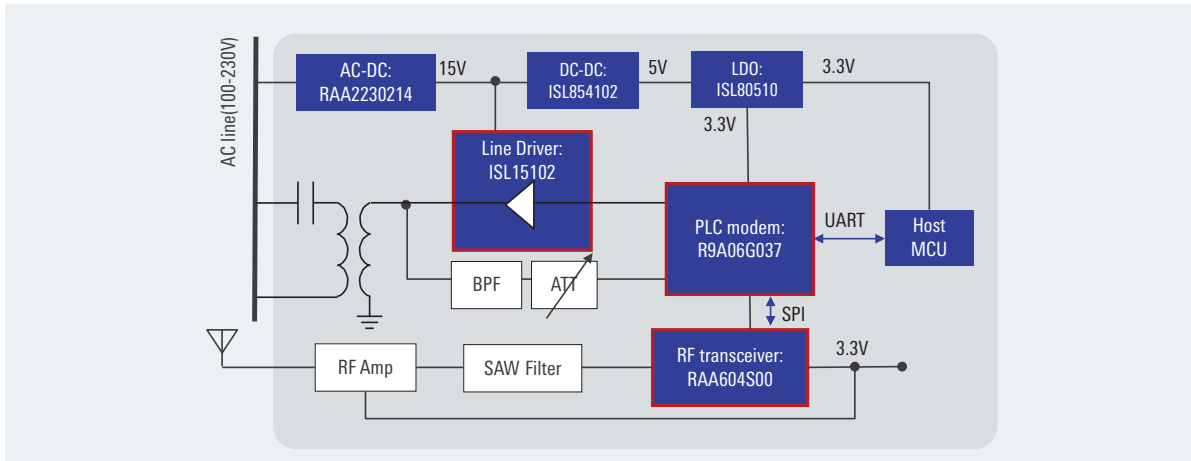 AC line(100-230V)
AC-DC:
RAA2230214
15V
DC-DC:
ISL854102
5V
LDO:
ISL80510
3.3V
3.3V
Line Driver:
ISL15102
PLC modem:
R9A06G037
UART
Host
MCU
BPF
ATT
SPI
RF Amp
SAW Filter
RF transceiver:
RAA604S00
3.3V